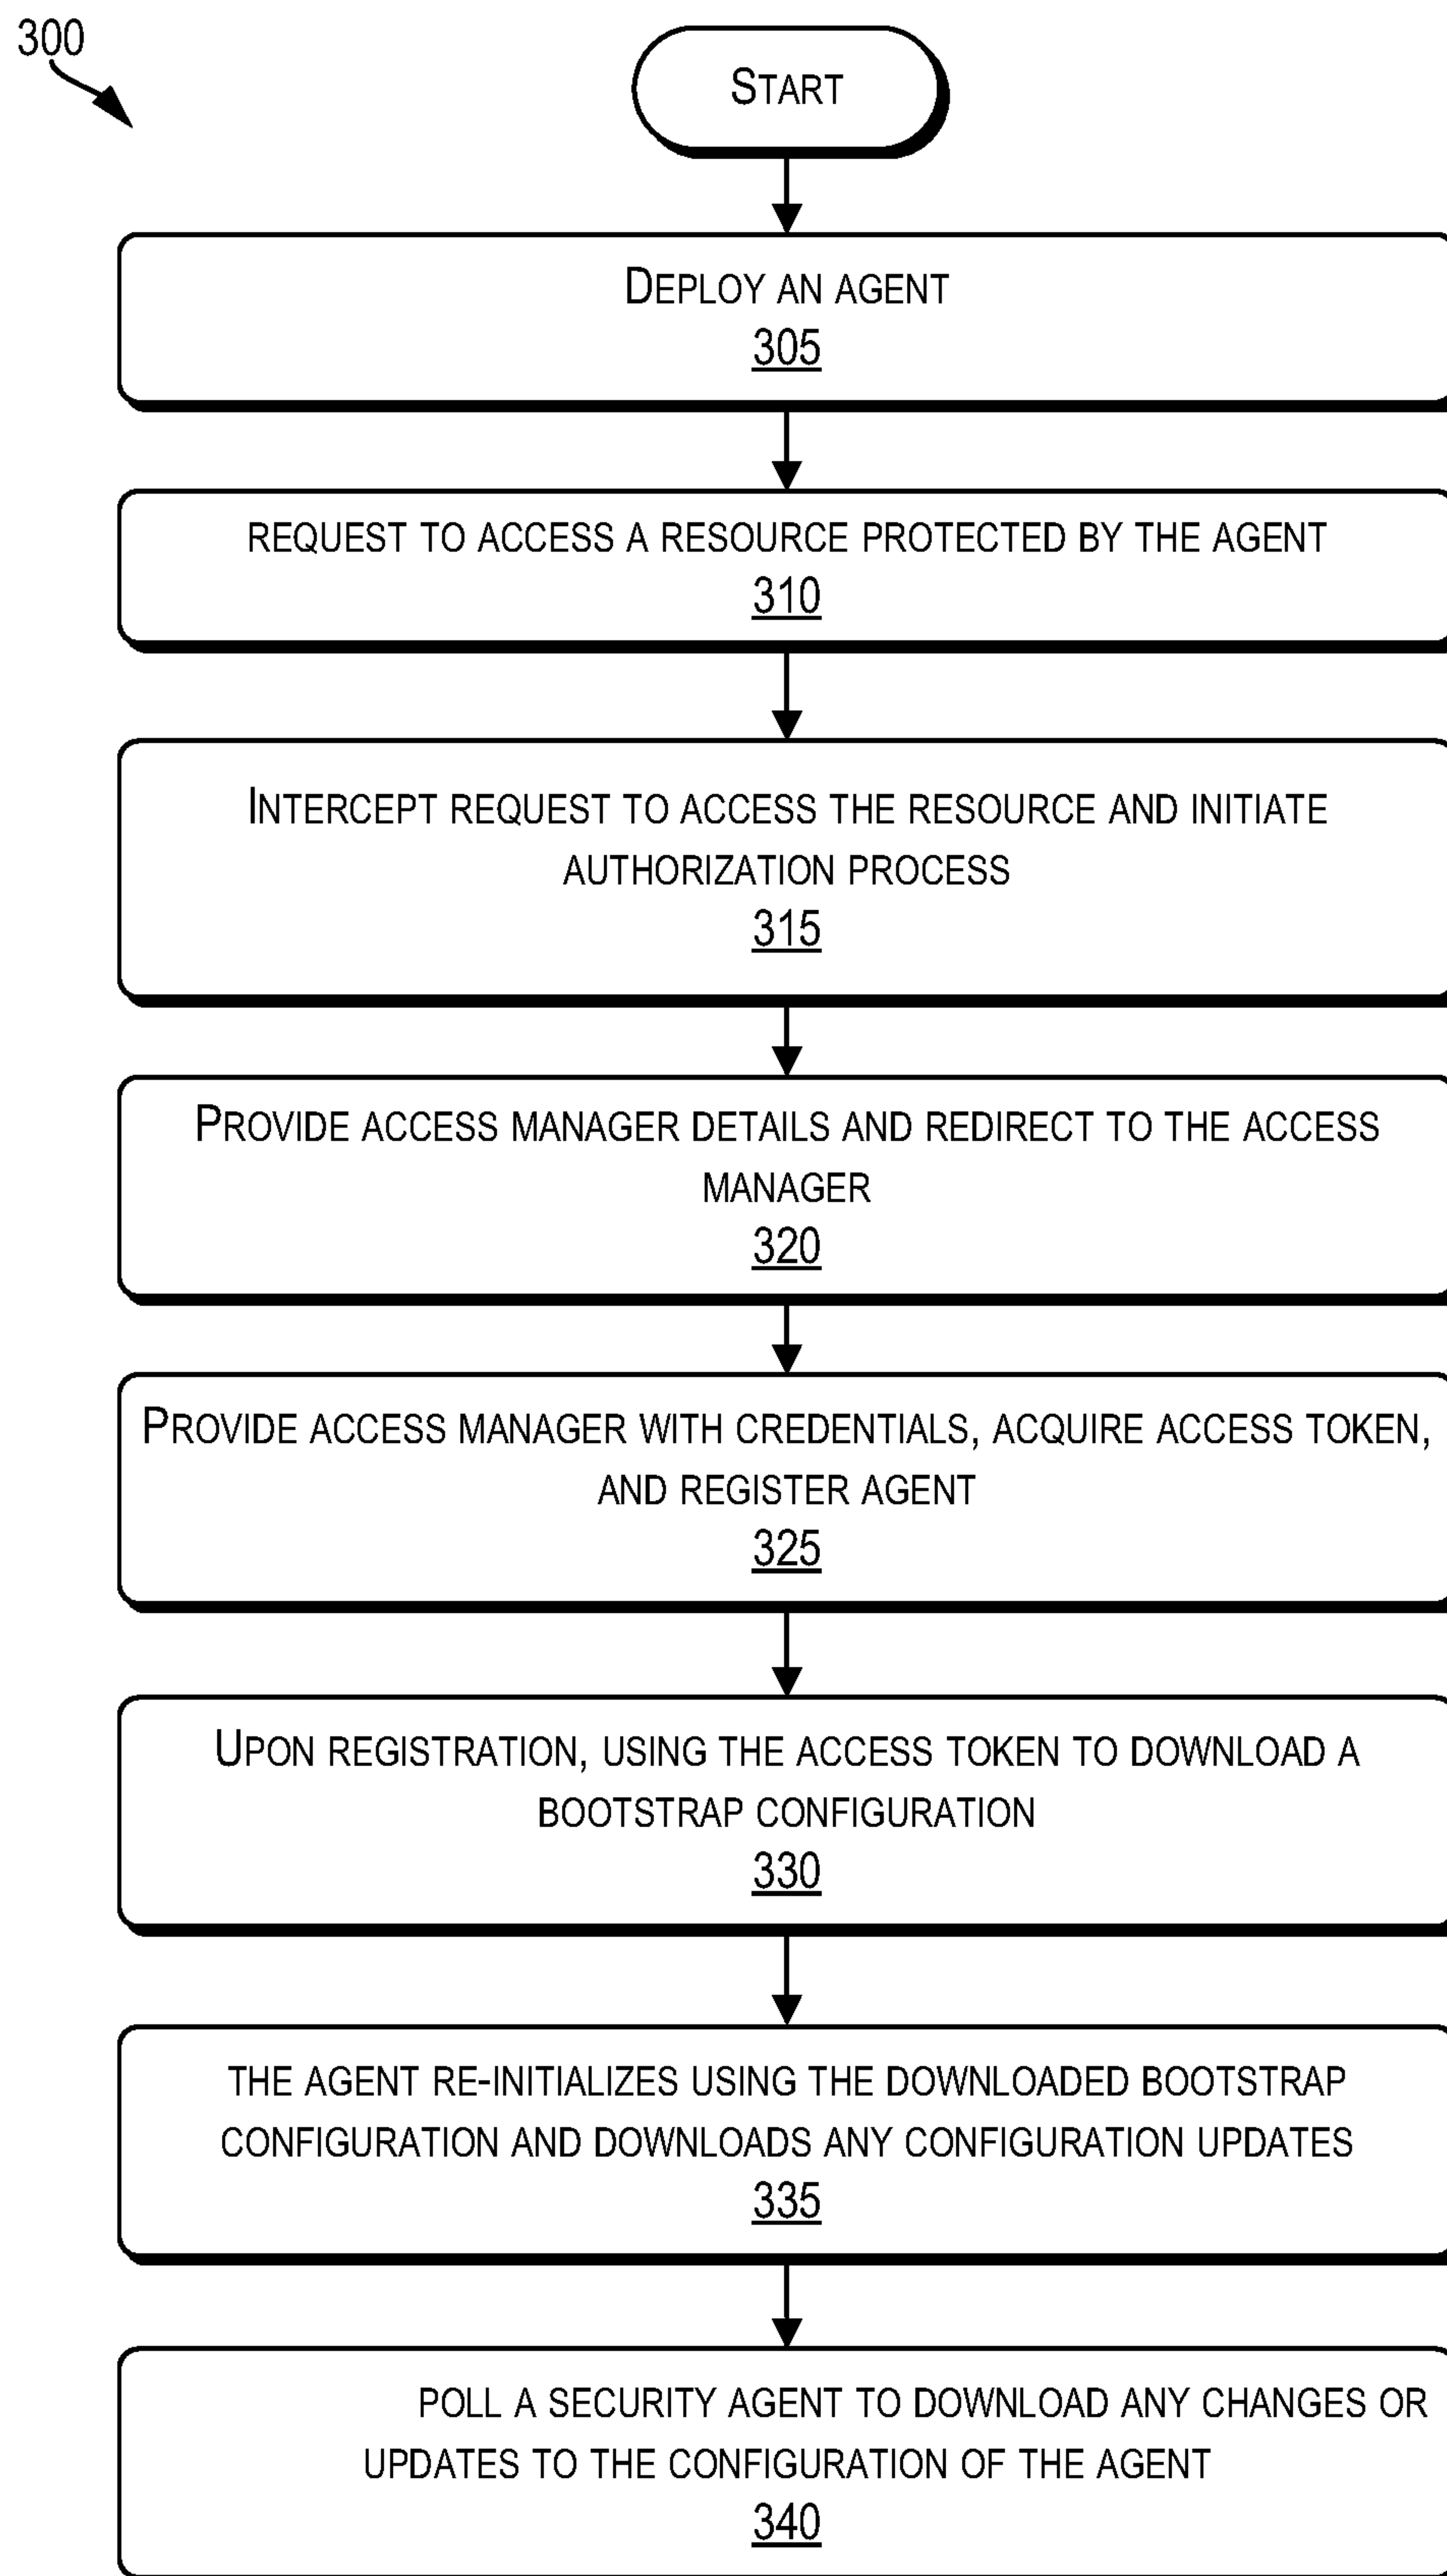 300
START
DEPLOY AN AGENT
305
REQUEST TO ACCESS A RESOURCE PROTECTED BY THE AGENT
310
INTERCEPT REQUEST TO ACCESS THE RESOURCE AND INITIATE
AUTHORIZATION PROCESS
315
PROVIDE ACCESS MANAGER DETAILS AND REDIRECT TO THE ACCESS
MANAGER
320
PROVIDE ACCESS MANAGER WITH CREDENTIALS, ACQUIRE ACCESS TOKEN,
AND REGISTER AGENT
325
UPON REGISTRATION, USING THE ACCESS TOKEN TO DOWNLOAD A
BOOTSTRAP CONFIGURATION
330
THE AGENT RE-INITIALIZES USING THE DOWNLOADED BOOTSTRAP
CONFIGURATION AND DOWNLOADS ANY CONFIGURATION UPDATES
335
POLL A SECURITY AGENT TO DOWNLOAD ANY CHANGES OR
UPDATES TO THE CONFIGURATION OF THE AGENT
340